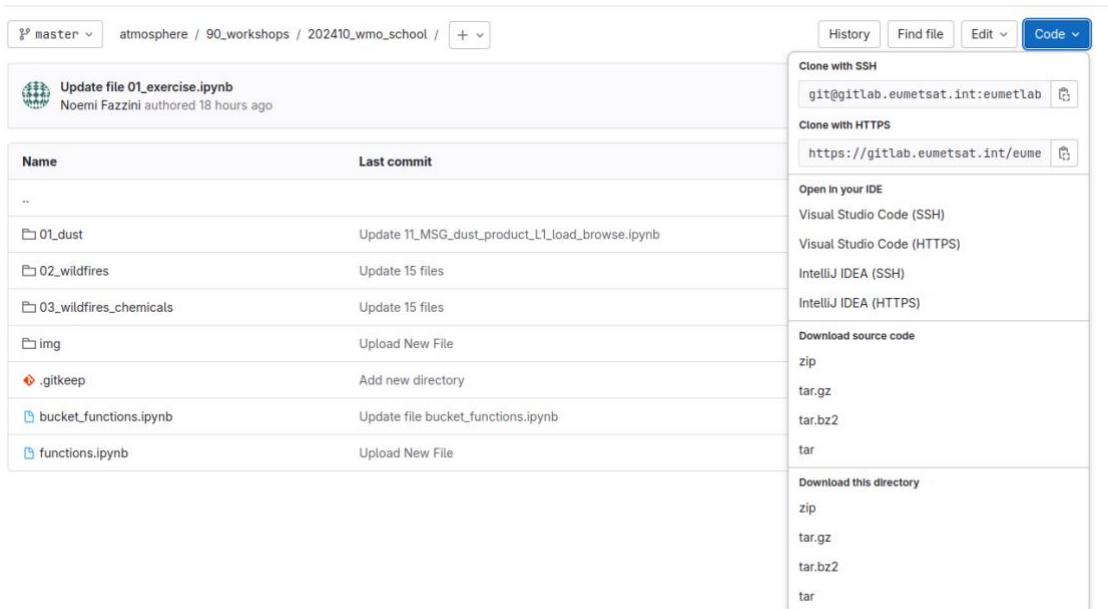 master atmosphere / 90_workshops / 202410_wmo_school / + History Find file Edit Code
Update file 01_exercise.ipynb
Noemi Fazzini authored 18 hours ago
Name Last commit
..
01_dust Update 11_MSG_dust_product_L1_load_browse.ipynb
02_wildfires Update 15 files
03_wildfires_chemicals Update 15 files
img Upload New File
.gitkeep Add new directory
bucket_functions.ipynb Update file bucket_functions.ipynb
functions.ipynb Upload New File
Clone with SSH
git@gitlab.eumetsat.int:eumetlab
Clone with HTTPS
https://gitlab.eumetsat.int/eume
Open in your IDE
Visual Studio Code (SSH)
Visual Studio Code (HTTPS)
IntelliJ IDEA (SSH)
IntelliJ IDEA (HTTPS)
Download source code
zip
tar.gz
tar.bz2
tar
Download this directory
zip
tar.gz
tar.bz2
tar